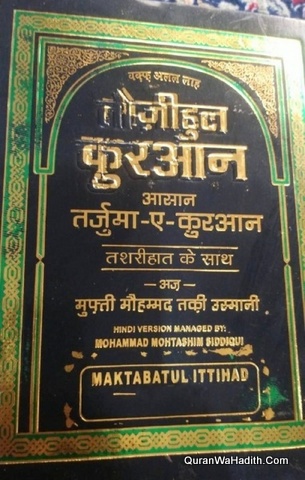 वक्फ़ अलल लाह
तौज़ीहुल
क़ुरआन
आसान
तर्जुमा-ए-क़ुरआन
तशरीहात के साथ
अज़
मुफ़्ती मौहम्मद तक़ी उस्मानी
HINDI VERSION MANAGED BY:
MOHAMMAD MOHTASHIM SIDDIQUI
MAKTABATUL ITTIHAD
QuranWaHadith.Com